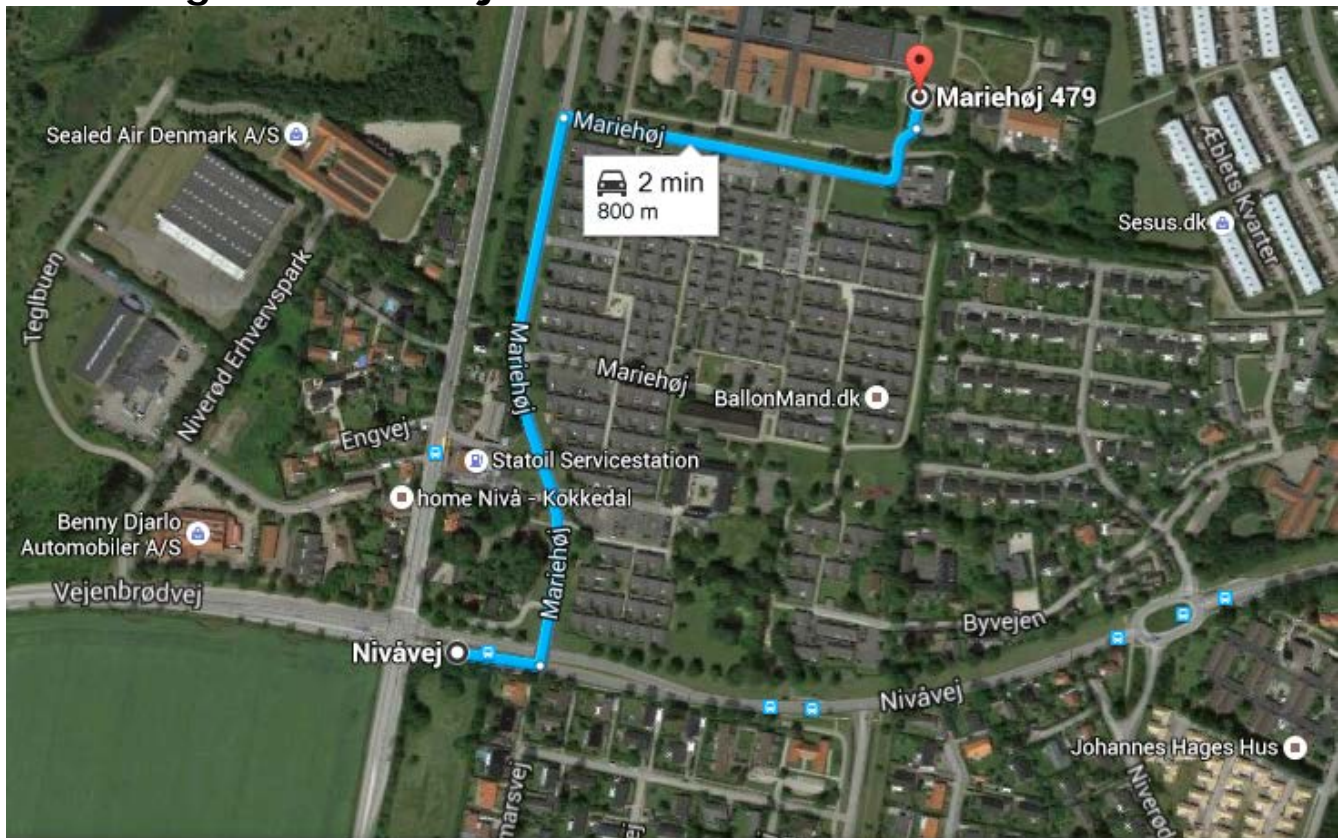 Mariehøj 479
Mariehøj
2 min
800 m
Sealed Air Denmark A/S
Æblets Kvarter
Sesus.dk
Teglbuen
Niverød Erhvervspark
Mariehøj
Mariehøj
BallonMand.dk
Engvej
Statoil Servicestation
home Nivå - Kokkedal
Benny Djarlo
Automobiler A/S
Mariehøj
Vejenbrødvej
Byvejen
Nivåvej
Nivåvej
Johannes Hages Hus
Niverød